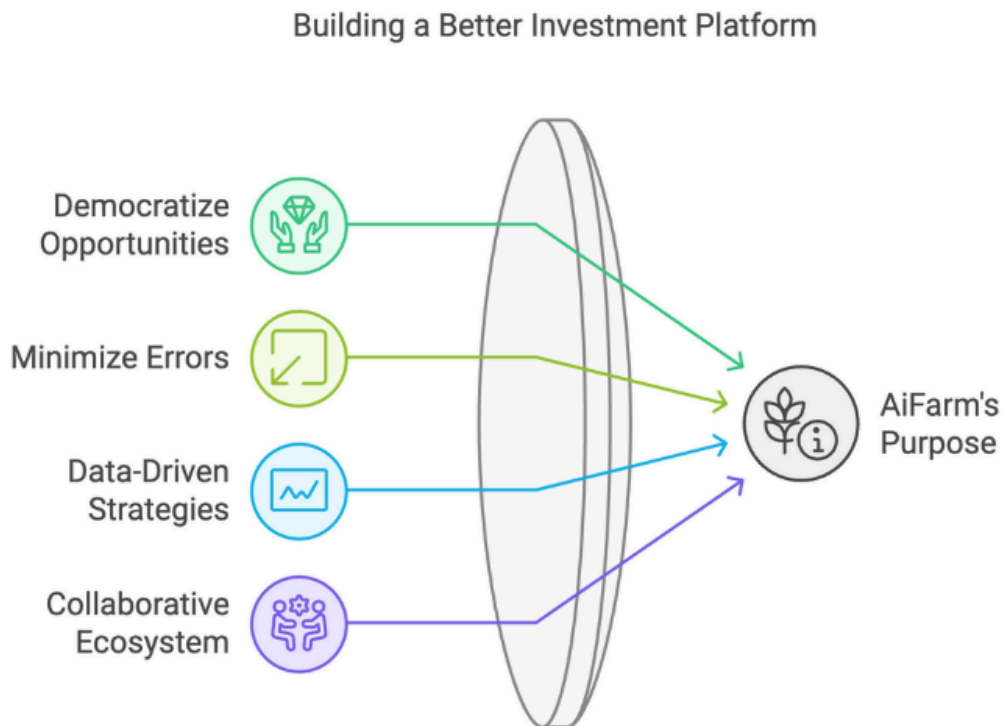 Building a Better Investment Platform
Democratize
Opportunities
Minimize Errors
Data-Driven
Strategies
Collaborative
Ecosystem
AiFarm's
Purpose